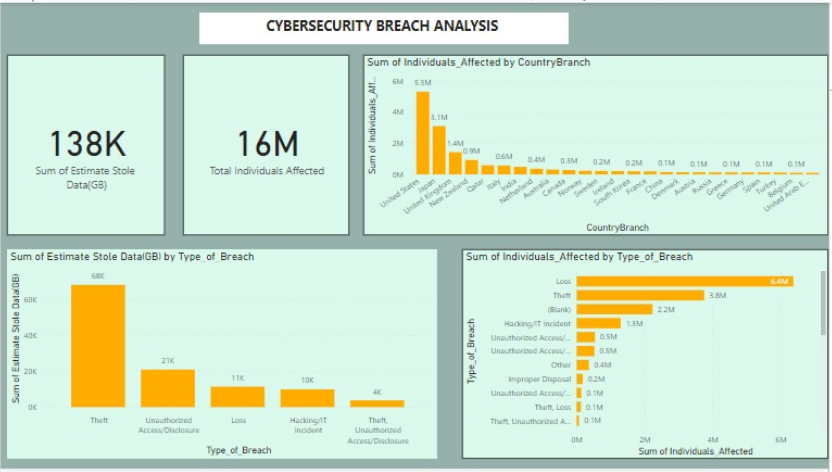 CYBERSECURITY BREACH ANALYSIS
138K
Sum of Estimate Stole
Data(GB)
16M
Total Individuals Affected
Sum of Individuals_Affected by CountryBranch
Sum of Individuals_Aff...
6M
4M
2M
0M
5.3M
3.1M
1.4M
0.9M
0.6M
0.4M
0.3M
0.2M
0.2M
0.1M
0.1M
0.1M
0.1M
0.1M
United States
Japan
United Kingdom
New Zealand
Qatar
Italy
India
Netherland
Australia
Canada
Norway
Sweden
Ireland
South Korea
France
China
Denmark
Austria
Russia
Greece
Germany
Spain
Turkey
Belgium
United Arab E...
CountryBranch
Sum of Estimate Stole Data(GB) by Type_of_Breach
Sum of Estimate Stole Data(GB)
60K
40K
20K
0K
68K
21K
11K
10K
4K
Theft
Unauthorized
Access/Disclosure
Loss
Hacking/IT
Incident
Theft,
Unauthorized
Access/Disclosure
Type_of_Breach
Sum of Individuals_Affected by Type_of_Breach
Type_of_Breach
Loss 6.4M
Theft 3.8M
(Blank) 2.2M
Hacking/IT Incident 1.3M
Unauthorized Access/... 0.5M
Unauthorized Access/... 0.5M
Other 0.4M
Improper Disposal 0.2M
Unauthorized Access/... 0.1M
Theft, Loss 0.1M
Theft, Unauthorized A... 0.1M
0M 2M 4M 6M
Sum of Individuals_Affected